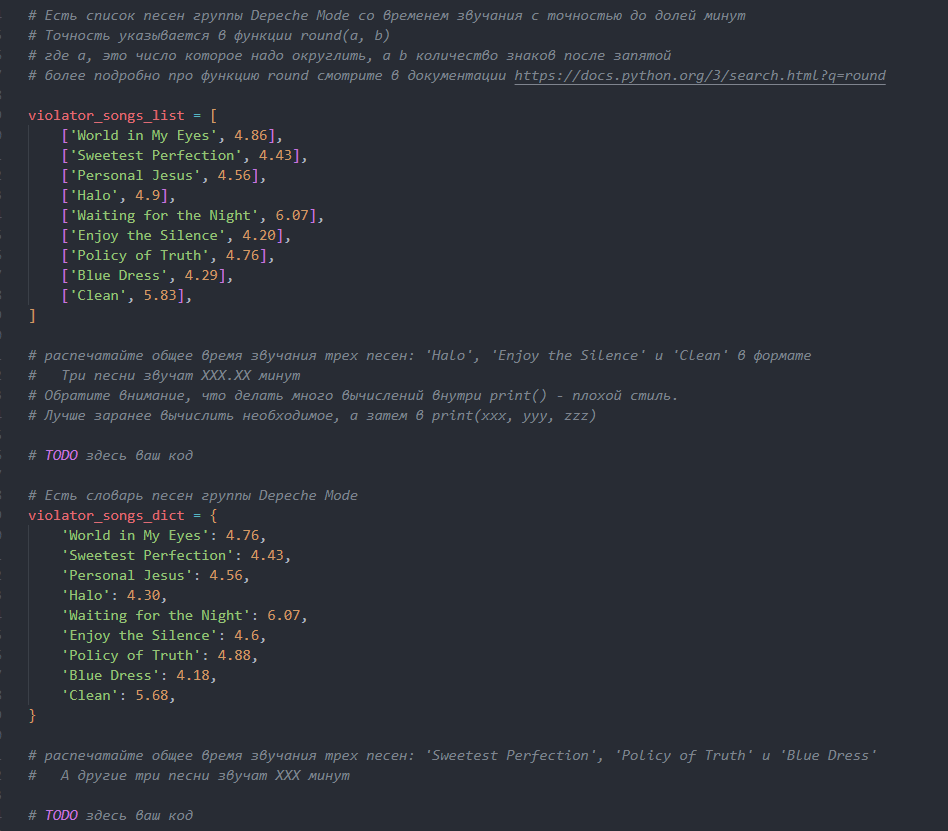 # Есть список песен группы Depeche Mode со временем звучания с точностью до долей минут
# Точность указывается в функции round(a, b)
# где a, это число которое надо округлить, а b количество знаков после запятой
# более подробно про функцию round смотрите в документации https://docs.python.org/3/search.html?q=round
violator_songs_list = [
['World in My Eyes', 4.86],
['Sweetest Perfection', 4.43],
['Personal Jesus', 4.56],
['Halo', 4.9],
['Waiting for the Night', 6.07],
['Enjoy the Silence', 4.20],
['Policy of Truth', 4.76],
['Blue Dress', 4.29],
['Clean', 5.83],
]
# распечатайте общее время звучания трех песен: 'Halo', 'Enjoy the Silence' и 'Clean' в формате
# Три песни звучат ХХХ.XX минут
# Обратите внимание, что делать много вычислений внутри print() - плохой стиль.
# Лучше заранее вычислить необходимое, а затем в print(xxx, yyy, zzz)
# TODO здесь ваш код
# Есть словарь песен группы Depeche Mode
violator_songs_dict = {
'World in My Eyes': 4.76,
'Sweetest Perfection': 4.43,
'Personal Jesus': 4.56,
'Halo': 4.30,
'Waiting for the Night': 6.07,
'Enjoy the Silence': 4.6,
'Policy of Truth': 4.88,
'Blue Dress': 4.18,
'Clean': 5.68,
}
# распечатайте общее время звучания трех песен: 'Sweetest Perfection', 'Policy of Truth' и 'Blue Dress'
# А другие три песни звучат ХХХ минут
# TODO здесь ваш код